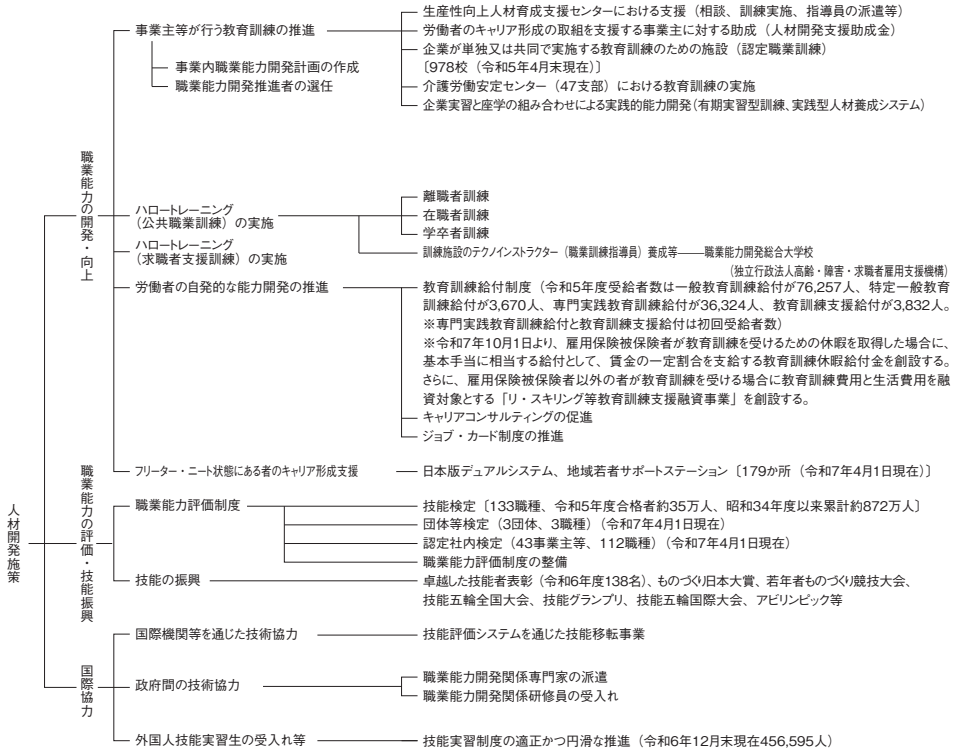 人材開発施策
職業能力の開発・向上
事業主等が行う教育訓練の推進
事業内職業能力開発計画の作成
職業能力開発推進者の選任
生産性向上人材育成支援センターにおける支援（相談、訓練実施、指導員の派遣等）
労働者のキャリア形成の取組を支援する事業主に対する助成（人材開発支援助成金）
企業が単独又は共同で実施する教育訓練のための施設（認定職業訓練）
〔978校（令和5年4月末現在）〕
介護労働安定センター（47支部）における教育訓練の実施
企業実習と座学の組み合わせによる実践的能力開発（有期実習型訓練、実践型人材養成システム）
ハロートレーニング
（公共職業訓練）の実施
離職者訓練
在職者訓練
学卒者訓練
訓練施設のテクノインストラクター（職業訓練指導員）養成等――職業能力開発総合大学校
（独立行政法人高齢・障害・求職者雇用支援機構）
ハロートレーニング
（求職者支援訓練）の実施
労働者の自発的な能力開発の推進
教育訓練給付制度（令和5年度受給者数は一般教育訓練給付が76,257人、特定一般教育
訓練給付が3,670人、専門実践教育訓練給付が36,324人、教育訓練支援給付が3,832人。
※専門実践教育訓練給付と教育訓練支援給付は初回受給者数）
※令和7年10月1日より、雇用保険被保険者が教育訓練を受けるための休暇を取得した場合に、
基本手当に相当する給付として、賃金の一定割合を支給する教育訓練休暇給付金を創設する。
さらに、雇用保険被保険者以外の者が教育訓練を受ける場合に教育訓練費用と生活費用を融
資対象とする「リ・スキリング等教育訓練支援融資事業」を創設する。
キャリアコンサルティングの促進
ジョブ・カード制度の推進
フリーター・ニート状態にある者のキャリア形成支援
日本版デュアルシステム、地域若者サポートステーション〔179か所（令和7年4月1日現在）〕
職業能力の評価・技能振興
職業能力評価制度
技能検定〔133職種、令和5年度合格者約35万人、昭和34年度以来累計約872万人〕
団体等検定（3団体、3職種）（令和7年4月1日現在）
認定社内検定（43事業主等、112職種）（令和7年4月1日現在）
職業能力評価制度の整備
技能の振興
卓越した技能者表彰（令和6年度138名）、ものづくり日本大賞、若年者ものづくり競技大会、
技能五輪全国大会、技能グランプリ、技能五輪国際大会、アビリンピック等
国際協力
国際機関等を通じた技術協力
技能評価システムを通じた技能移転事業
政府間の技術協力
職業能力開発関係専門家の派遣
職業能力開発関係研修員の受入れ
外国人技能実習生の受入れ等
技能実習制度の適正かつ円滑な推進（令和6年12月末現在456,595人）